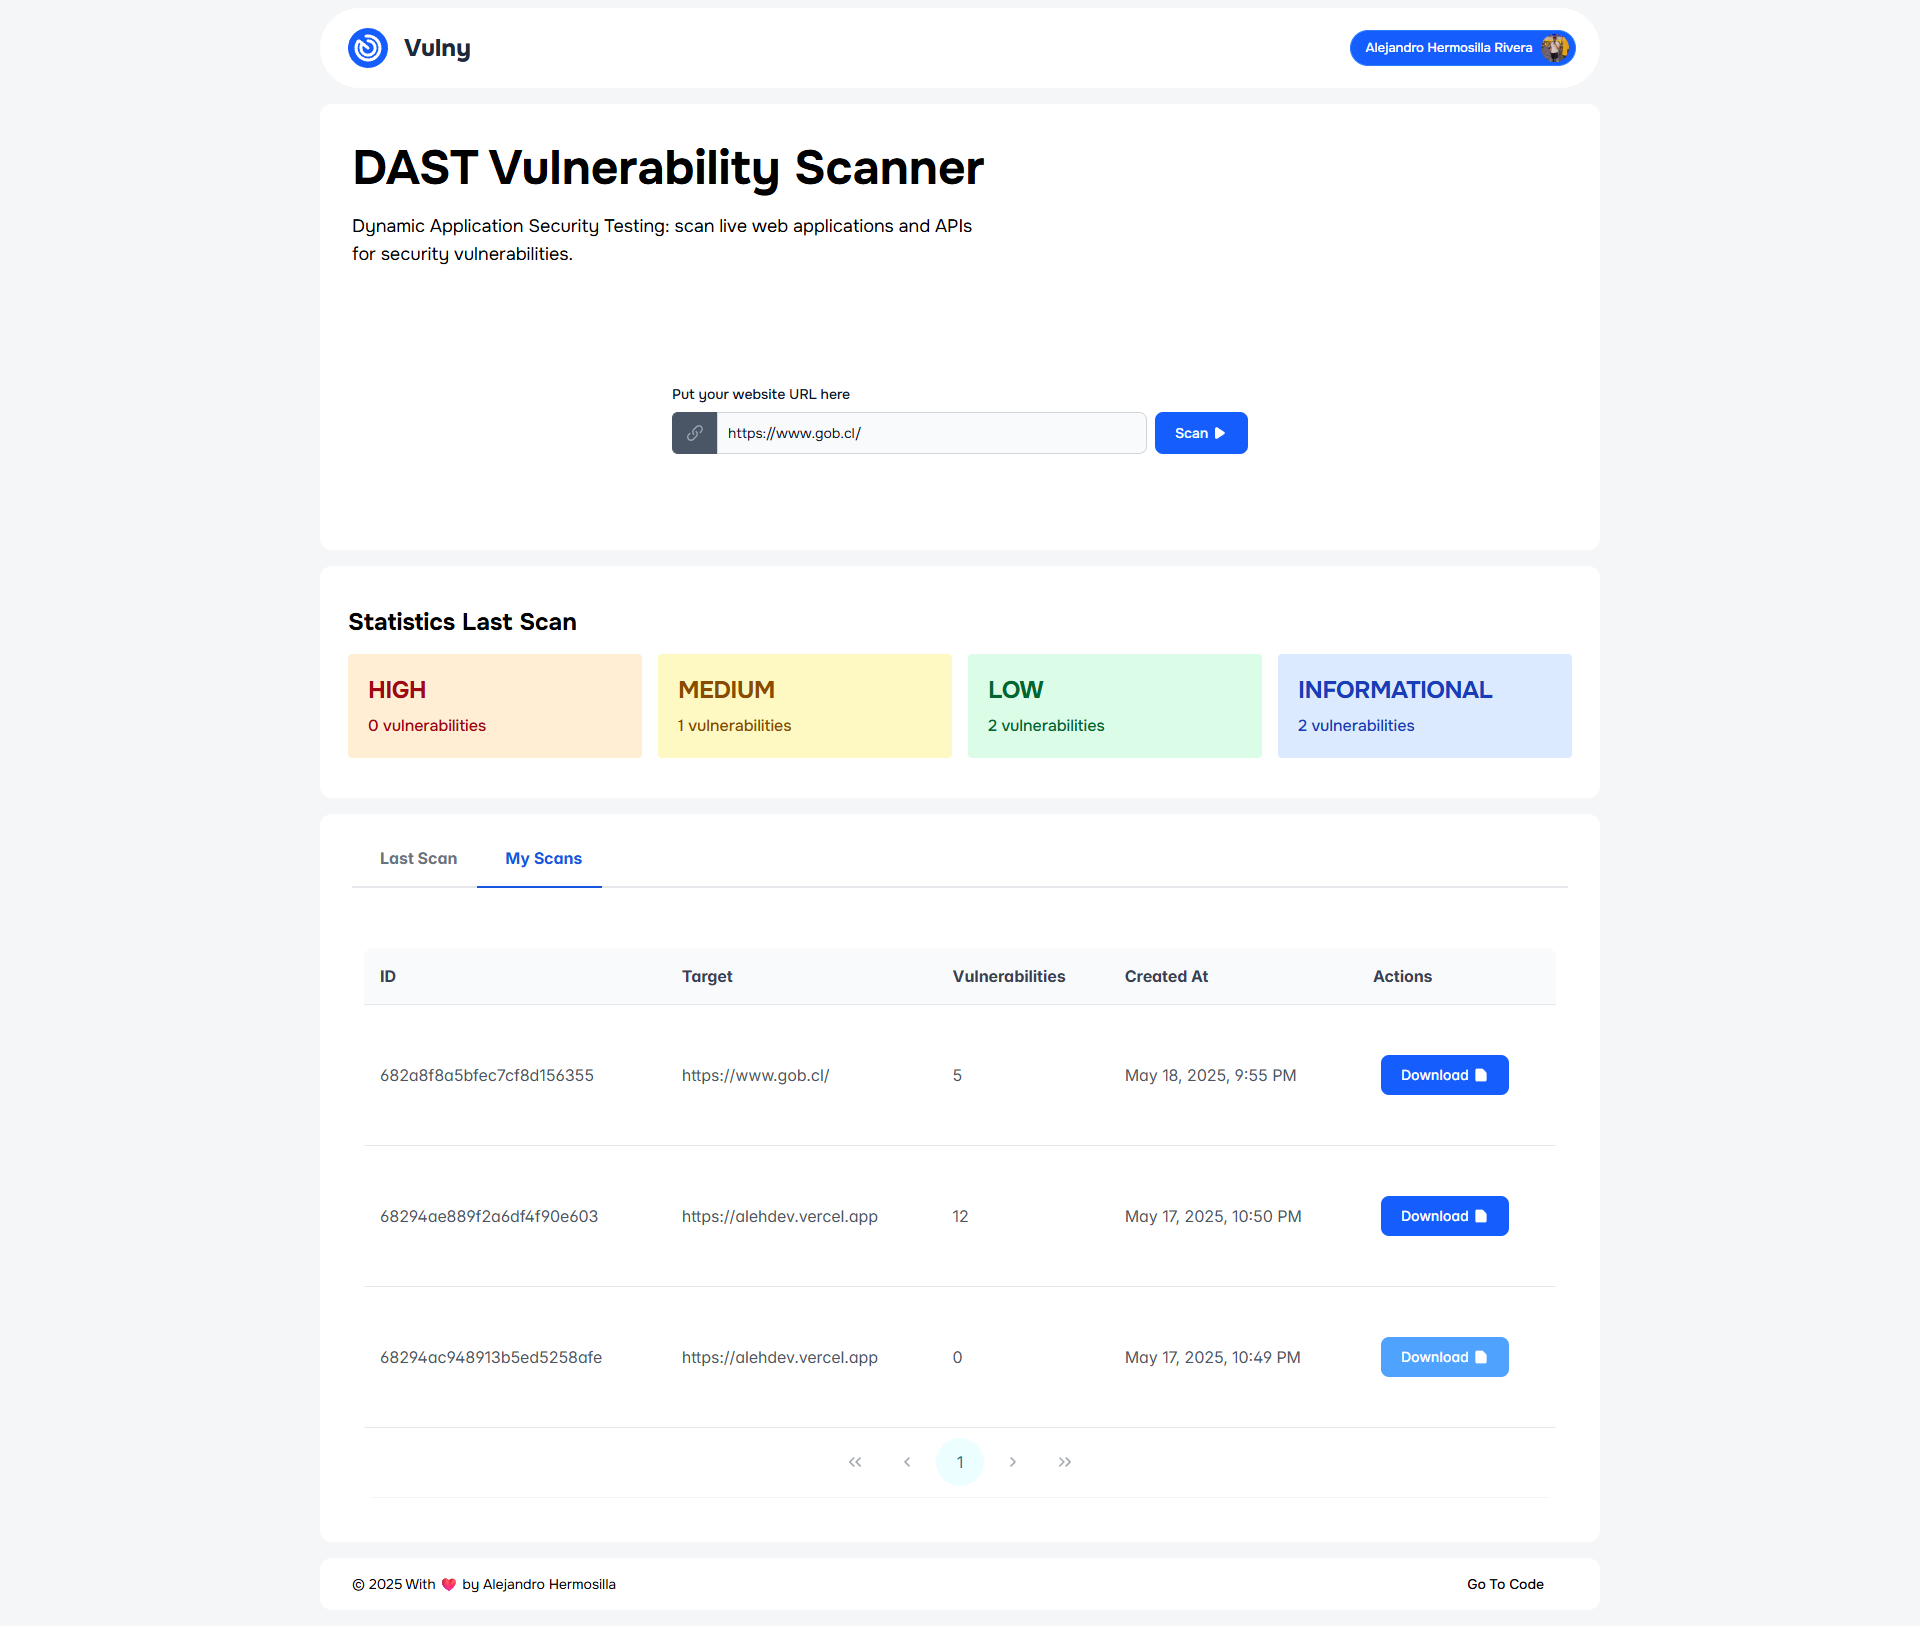 Vulny
Alejandro Hermosilla Rivera
DAST Vulnerability Scanner
Dynamic Application Security Testing: scan live web applications and APIs
for security vulnerabilities.
Put your website URL here
https://www.gob.cl/
Scan
Statistics Last Scan
HIGH
0 vulnerabilities
MEDIUM
1 vulnerabilities
LOW
2 vulnerabilities
INFORMATIONAL
2 vulnerabilities
Last Scan My Scans
ID Target Vulnerabilities Created At Actions
682a8f8a5bfec7cf8d156355 https://www.gob.cl/ 5 May 18, 2025, 9:55 PM Download
68294ae889f2a6df4f90e603 https://alehdev.vercel.app 12 May 17, 2025, 10:50 PM Download
68294ac948913b5ed5258afe https://alehdev.vercel.app 0 May 17, 2025, 10:49 PM Download
1
© 2025 With ❤️ by Alejandro Hermosilla
Go To Code